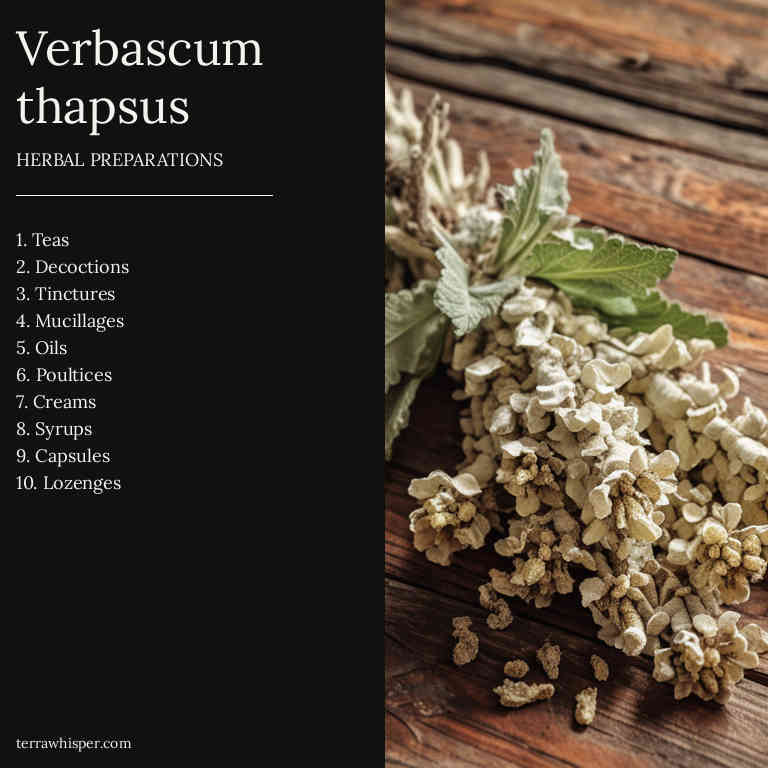 Verbascum
thapsus
HERBAL PREPARATIONS
1. Teas
2. Decoctions
3. Tinctures
4. Mucillages
5. Oils
6. Poultices
7. Creams
8. Syrups
9. Capsules
10. Lozenges
terrawhisper.com